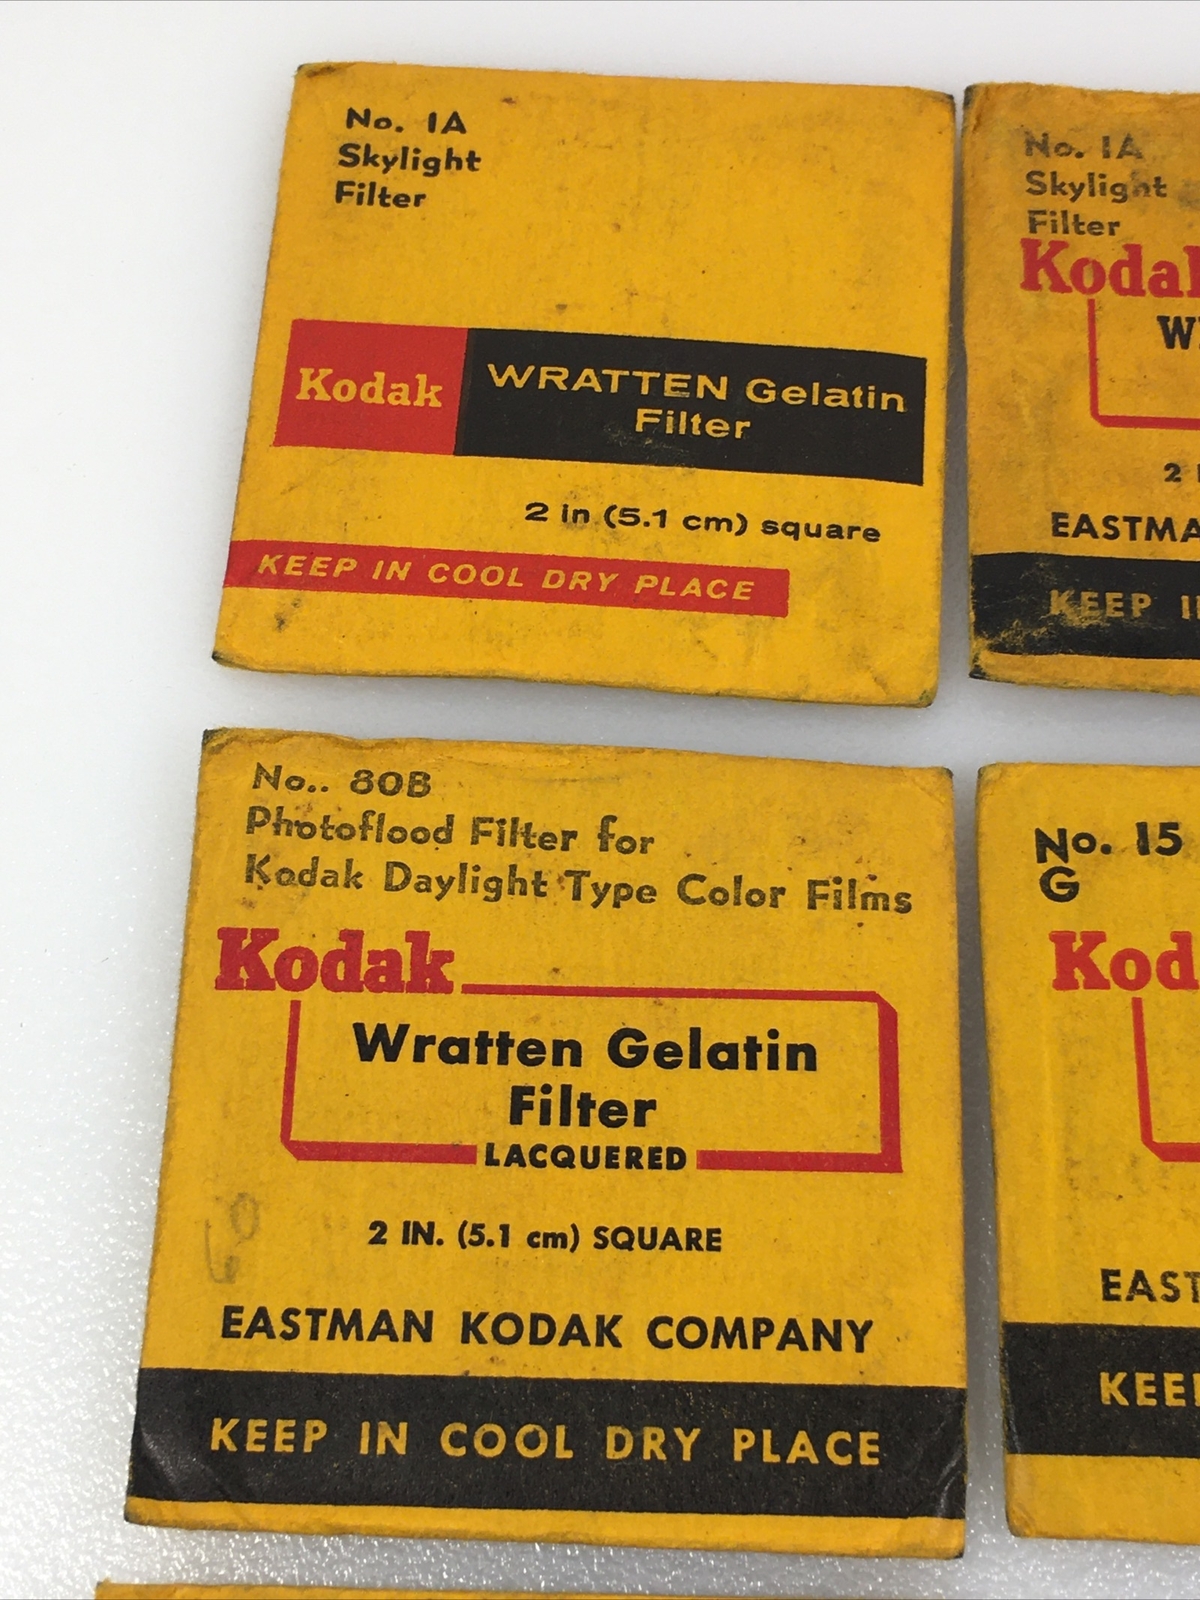 No. 1A
Skylight
Filter
Kodak
WRATTEN Gelatin
Filter
2 in (5.1 cm) square
KEEP IN COOL DRY PLACE
No. 1A
Skylight
Filter
Kodak
2
KEEP
No.. 80B
Photoflood Filter for
Kodak Daylight Type Color Films
Kodak
Wratten Gelatin
Filter
LACQUERED
2 IN. (5.1 cm) SQUARE
EASTMAN KODAK COMPANY
KEEP IN COOL DRY PLACE
No. 15
G